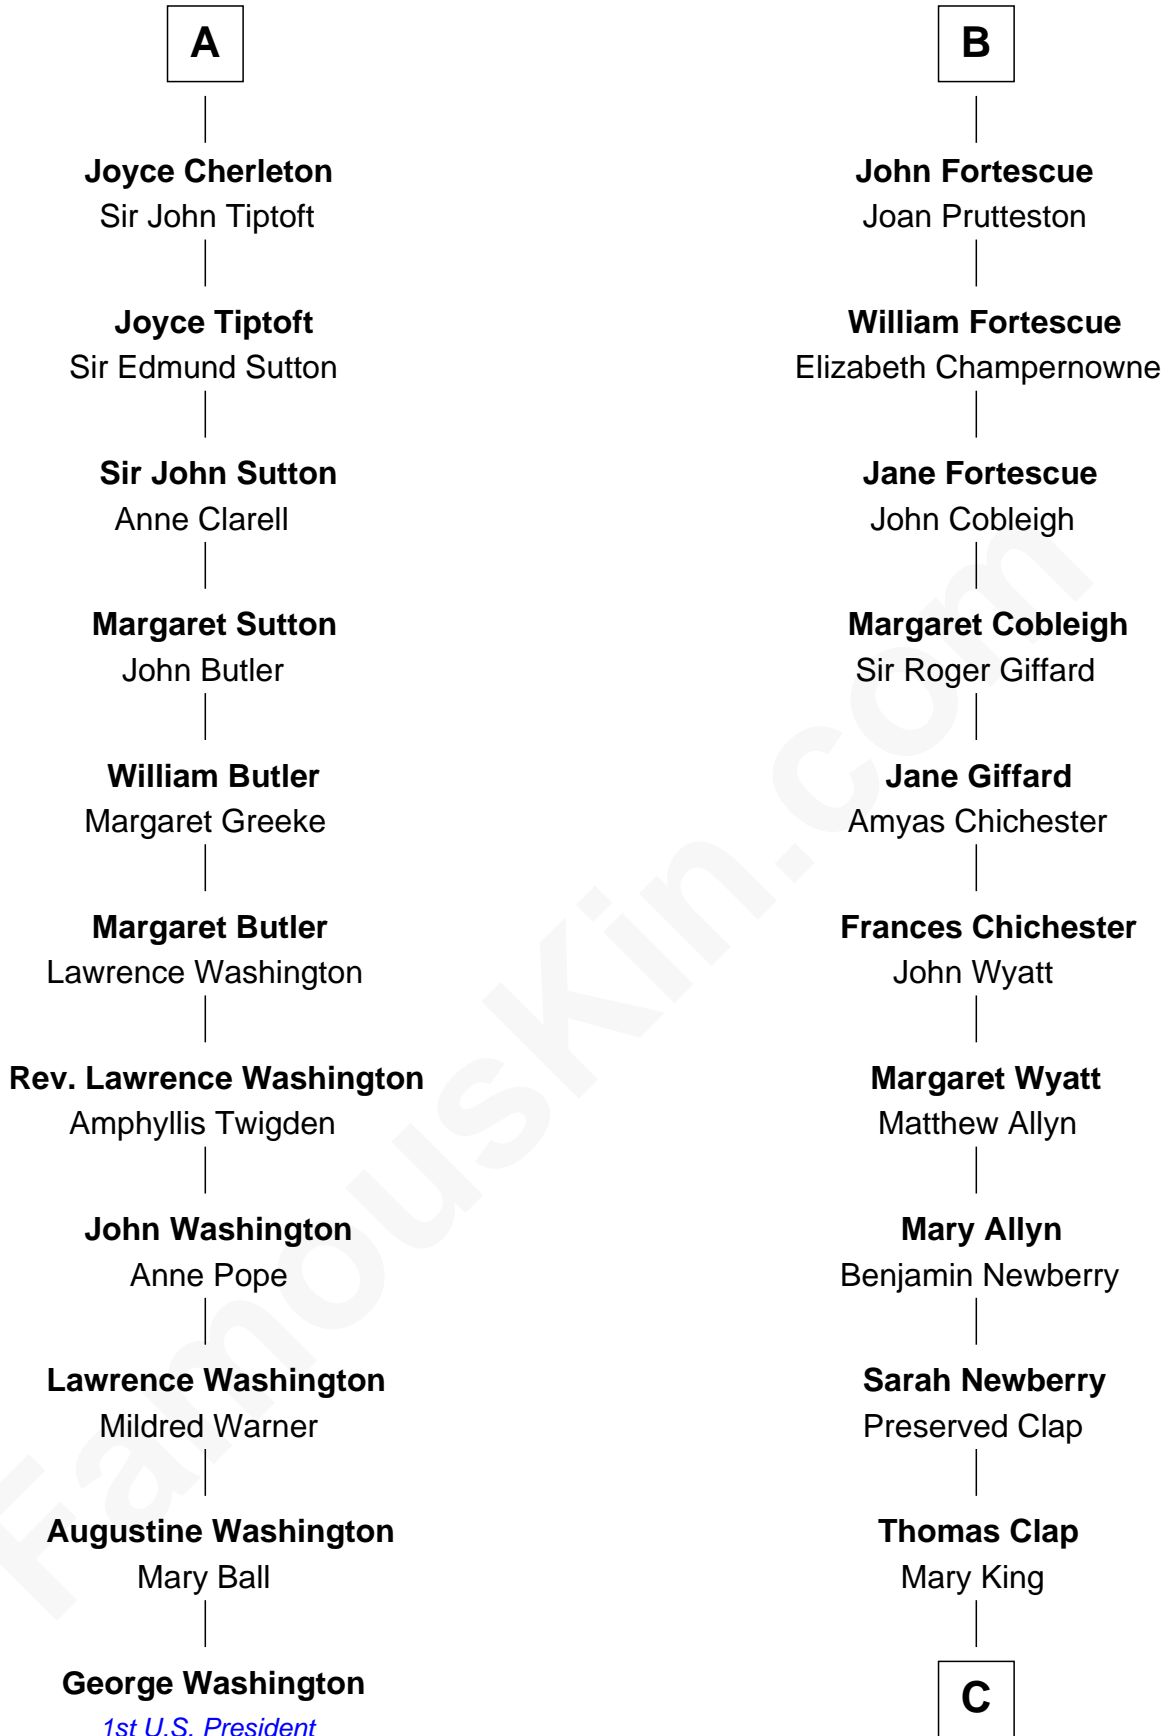 A
Joyce Cherleton
Sir John Tiptoft
Joyce Tiptoft
Sir Edmund Sutton
Sir John Sutton
Anne Clarell
Margaret Sutton
John Butler
William Butler
Margaret Greeke
Margaret Butler
Lawrence Washington
Rev. Lawrence Washington
Amphyllis Twigden
John Washington
Anne Pope
Lawrence Washington
Mildred Warner
Augustine Washington
Mary Ball
George Washington
1st U.S. President
B
John Fortescue
Joan Prutteston
William Fortescue
Elizabeth Champernowne
Jane Fortescue
John Cobleigh
Margaret Cobleigh
Sir Roger Giffard
Jane Giffard
Amyas Chichester
Frances Chichester
John Wyatt
Margaret Wyatt
Matthew Allyn
Mary Allyn
Benjamin Newberry
Sarah Newberry
Preserved Clap
Thomas Clap
Mary King
C
FamousKin.com